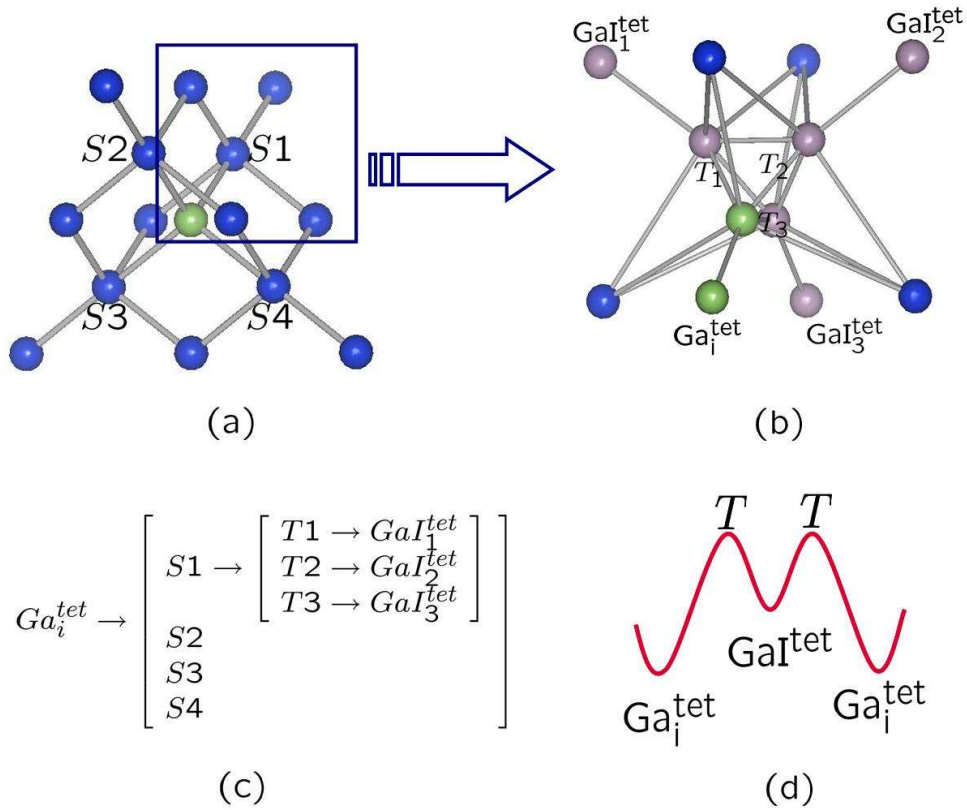 GaI₁ᵗᵉᵗ GaI₂ᵗᵉᵗ
S2 S1
T₁ T₂
T₃
S3 S4
Gaᵢᵗᵉᵗ GaI₃ᵗᵉᵗ
(a) (b)
T1 → GaI₁ᵗᵉᵗ
S1 → T2 → GaI₂ᵗᵉᵗ
T3 → GaI₃ᵗᵉᵗ
Gaᵢᵗᵉᵗ →
S2
S3
S4
(c)
T T
GaIᵗᵉᵗ
Gaᵢᵗᵉᵗ Gaᵢᵗᵉᵗ
(d)